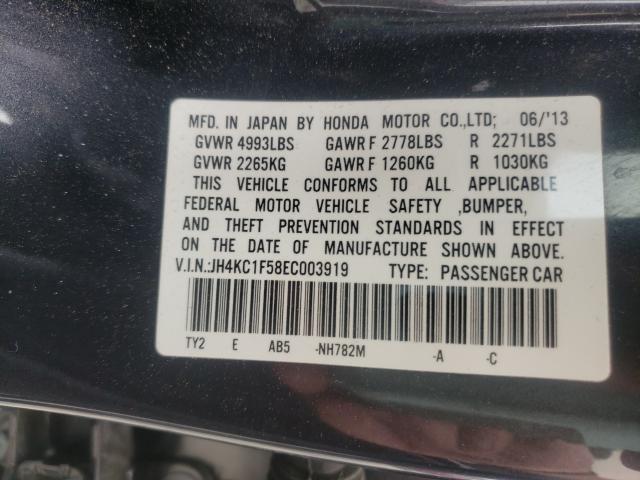 MFD. IN JAPAN BY HONDA MOTOR CO.,LTD; 06/'13
GVWR 4993LBS GAWR F 2778LBS R 2271LBS
GVWR 2265KG GAWR F 1260KG R 1030KG
THIS VEHICLE CONFORMS TO ALL APPLICABLE
FEDERAL MOTOR VEHICLE SAFETY ,BUMPER,
AND THEFT PREVENTION STANDARDS IN EFFECT
ON THE DATE OF MANUFACTURE SHOWN ABOVE.
V.I.N.:JH4KC1F58EC003919 TYPE: PASSENGER CAR
TY2 E AB5 -NH782M -A -C